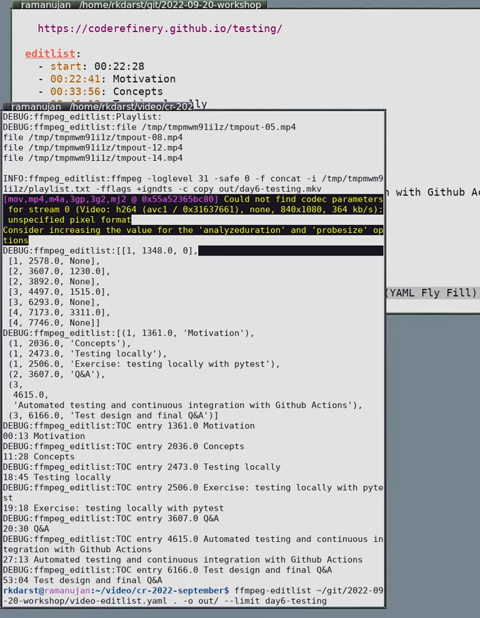 ramanujan   /home/rkdarst/git/2022-09-20-workshop
https://coderefinery.github.io/testing/
editlist:
- start: 00:22:28
- 00:22:41: Motivation
- 00:33:56: Concepts
ramanujan   /home/rkdarst/video/cr-202
DEBUG:ffmpeg_editlist:Playlist:
DEBUG:ffmpeg_editlist:file /tmp/tmpmwm91i1z/tmpout-05.mp4
file /tmp/tmpmwm91i1z/tmpout-08.mp4
file /tmp/tmpmwm91i1z/tmpout-12.mp4
file /tmp/tmpmwm91i1z/tmpout-14.mp4
INFO:ffmpeg_editlist:ffmpeg -loglevel 31 -safe 0 -f concat -i /tmp/tmpmwm9
1i1z/playlist.txt -fflags +igndts -c copy out/day6-testing.mkv
[mov,mp4,m4a,3gp,3g2,mj2 @ 0x55a52365bc80] Could not find codec parameters
for stream 0 (Video: h264 (avc1 / 0x31637661), none, 840x1080, 364 kb/s):
unspecified pixel format
Consider increasing the value for the 'analyzeduration' and 'probesize' op
tions
DEBUG:ffmpeg_editlist:[[1, 1348.0, 0],
[1, 2578.0, None],
[2, 3607.0, 1230.0],
[2, 3892.0, None],
[3, 4497.0, 1515.0],
[3, 6293.0, None],
[4, 7173.0, 3311.0],
[4, 7746.0, None]]
DEBUG:ffmpeg_editlist:[(1, 1361.0, 'Motivation'),
(1, 2036.0, 'Concepts'),
(1, 2473.0, 'Testing locally'),
(1, 2506.0, 'Exercise: testing locally with pytest'),
(2, 3607.0, 'Q&A'),
(3,
4615.0,
'Automated testing and continuous integration with Github Actions'),
(3, 6166.0, 'Test design and final Q&A')]
DEBUG:ffmpeg_editlist:TOC entry 1361.0 Motivation
00:13 Motivation
DEBUG:ffmpeg_editlist:TOC entry 2036.0 Concepts
11:28 Concepts
DEBUG:ffmpeg_editlist:TOC entry 2473.0 Testing locally
18:45 Testing locally
DEBUG:ffmpeg_editlist:TOC entry 2506.0 Exercise: testing locally with pyte
st
19:18 Exercise: testing locally with pytest
DEBUG:ffmpeg_editlist:TOC entry 3607.0 Q&A
20:30 Q&A
DEBUG:ffmpeg_editlist:TOC entry 4615.0 Automated testing and continuous in
tegration with Github Actions
27:13 Automated testing and continuous integration with Github Actions
DEBUG:ffmpeg_editlist:TOC entry 6166.0 Test design and final Q&A
53:04 Test design and final Q&A
rkdarst@ramanujan:~/video/cr-2022-september$ ffmpeg_editlist ~/git/2022-09
-20-workshop/video-editlist.yaml . -o out/ --limit day6-testing
n with Github Ac
(YAML Fly Fill)